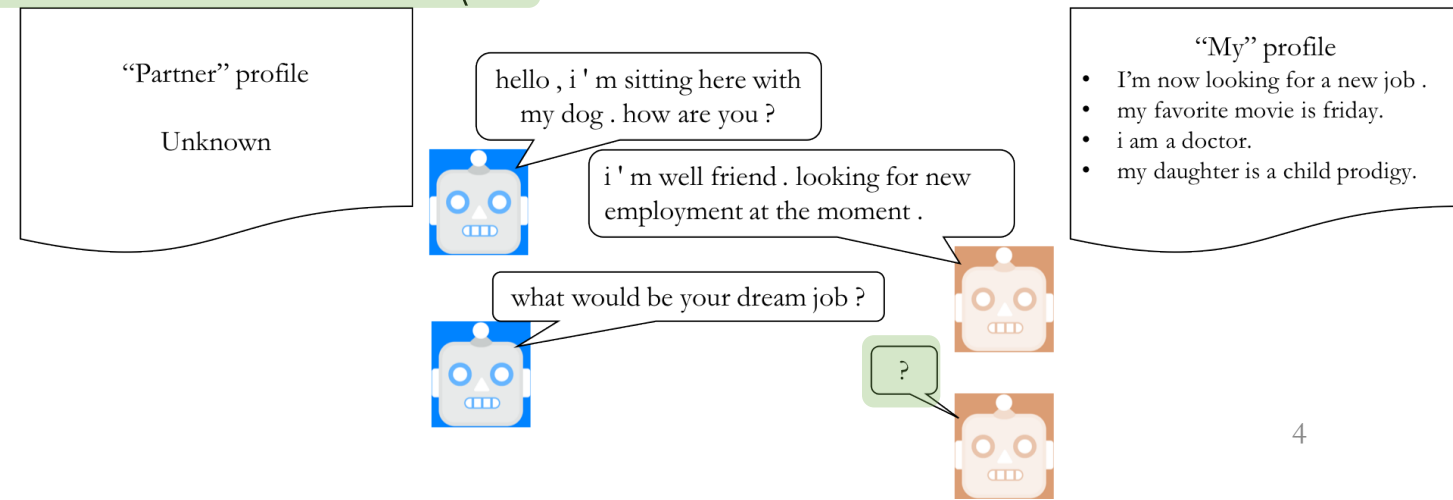 “Partner” profile
Unknown
hello , i ' m sitting here with
my dog . how are you ?
i ' m well friend . looking for new
employment at the moment .
what would be your dream job ?
?
“My” profile
• I’m now looking for a new job .
• my favorite movie is friday.
• i am a doctor.
• my daughter is a child prodigy.
4